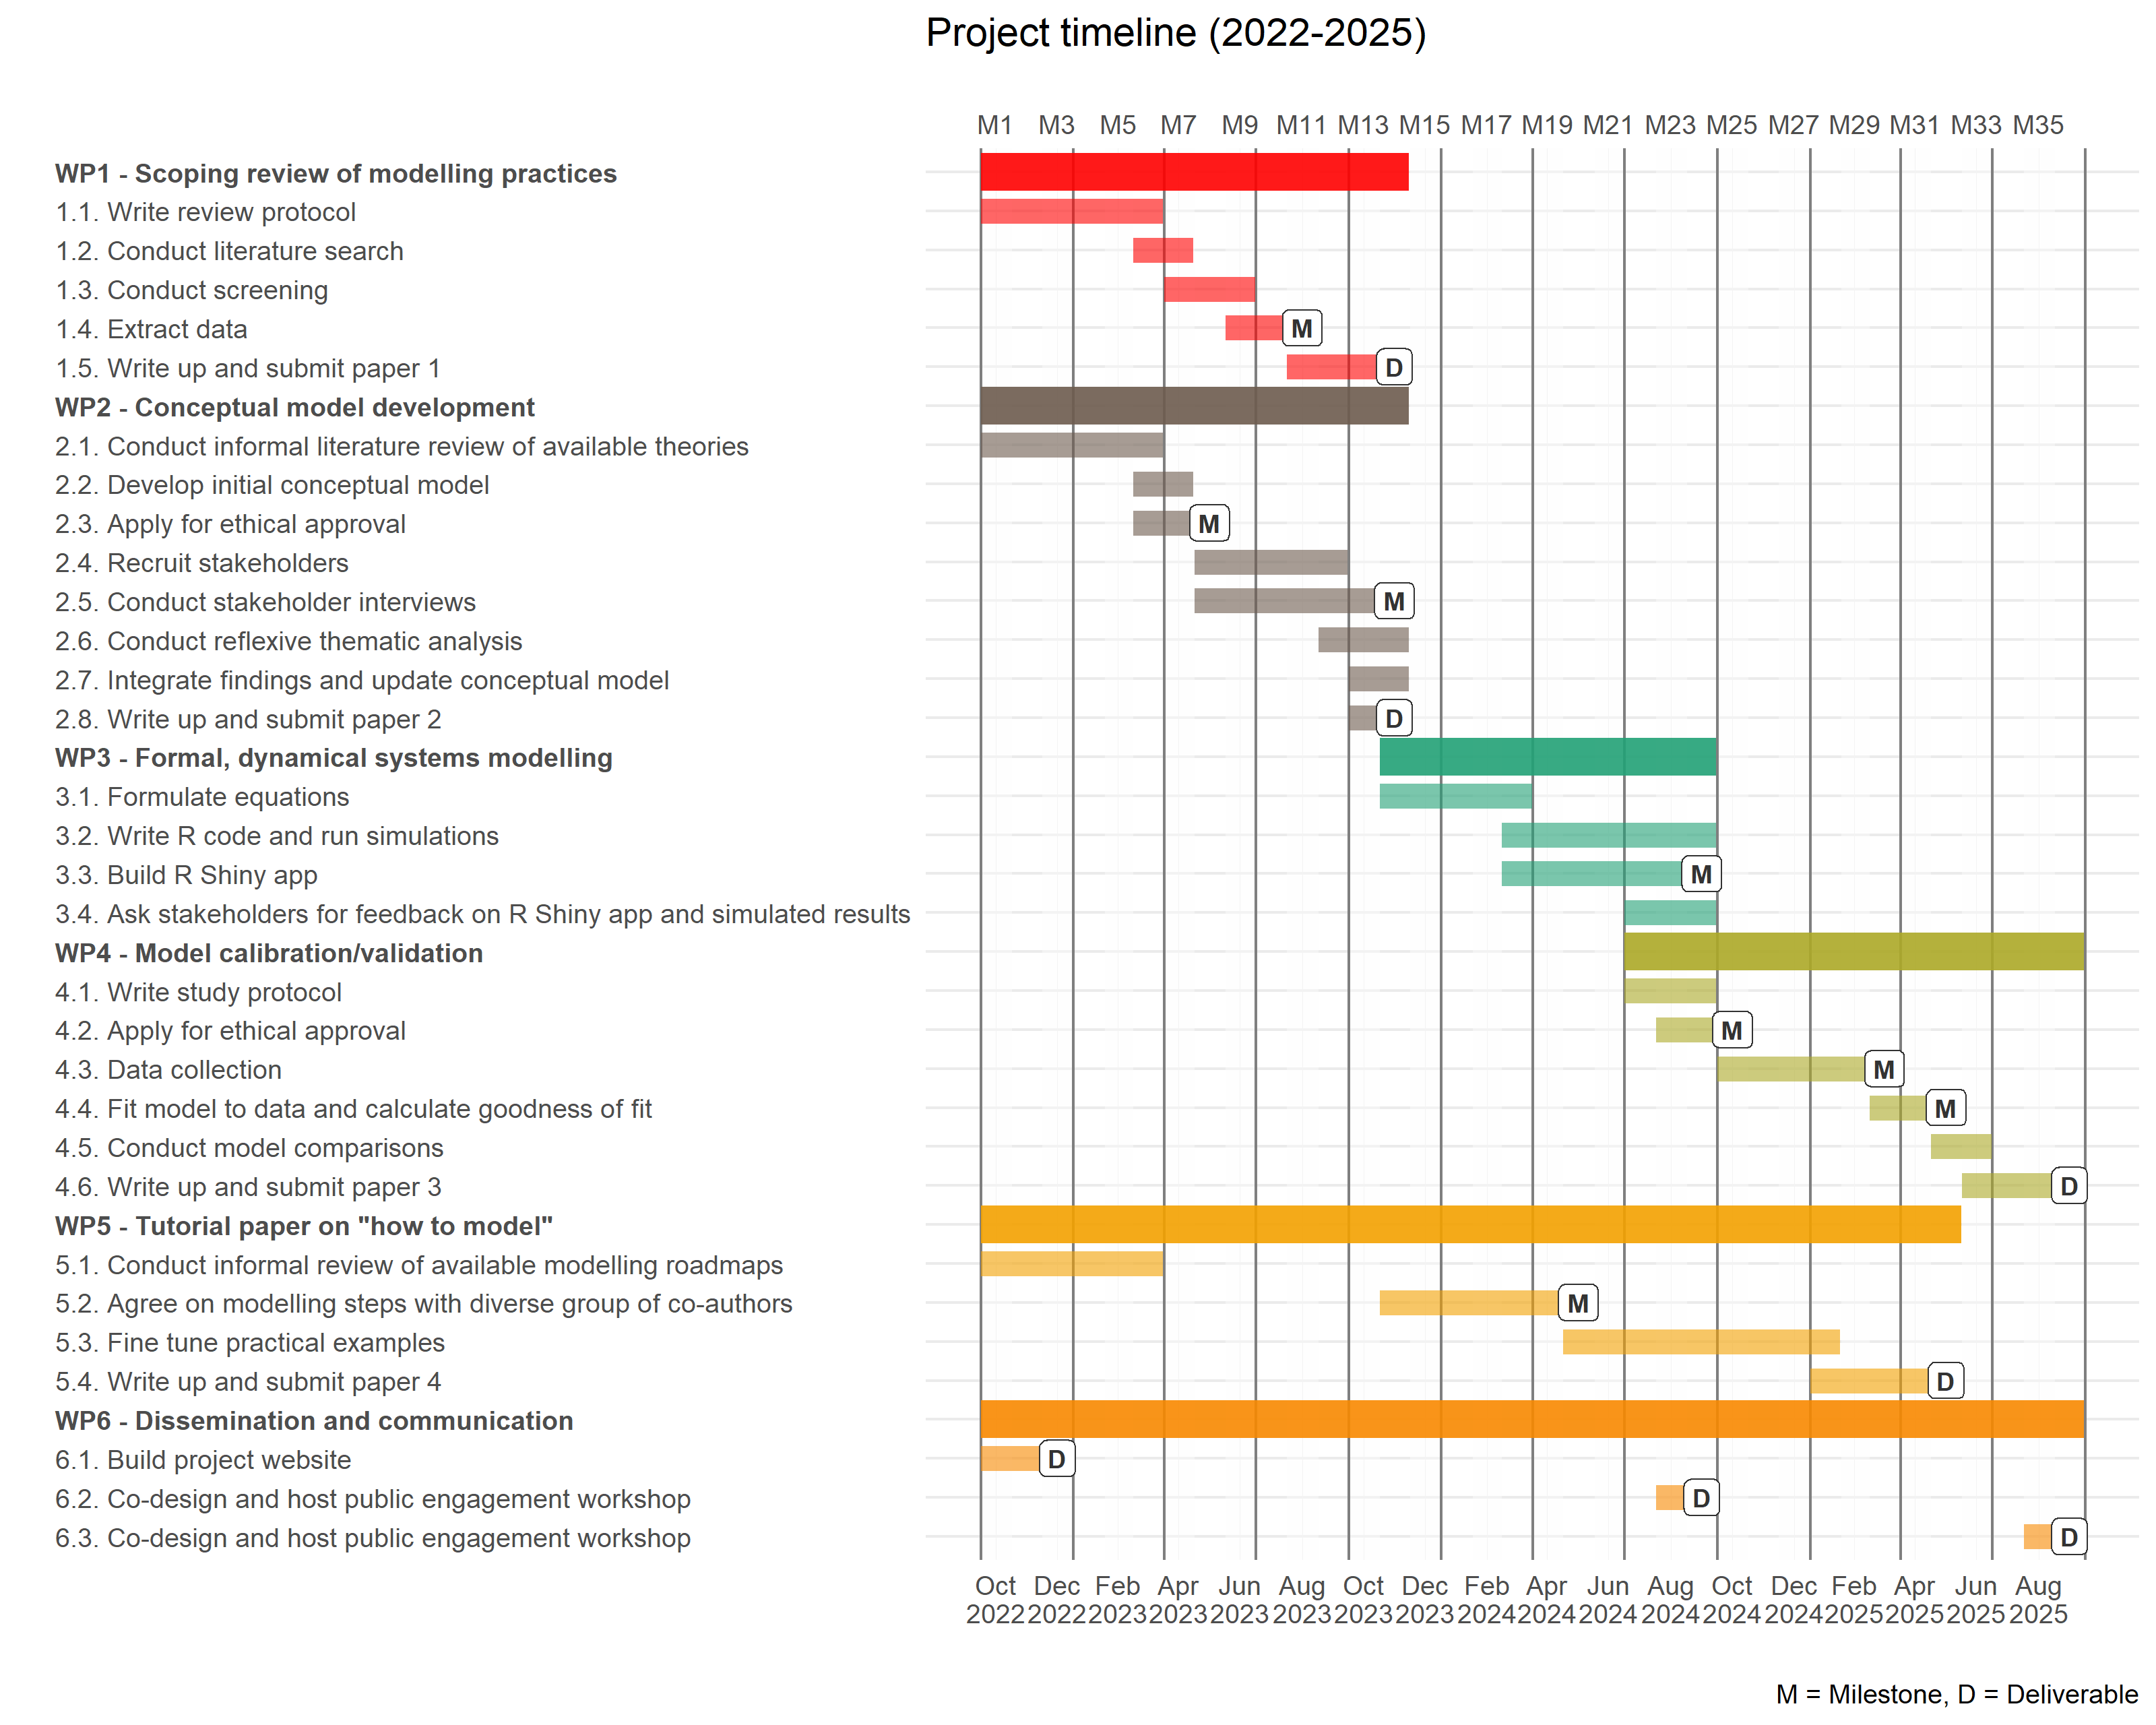 Project timeline (2022-2025)
M1 M3 M5 M7 M9 M11 M13 M15 M17 M19 M21 M23 M25 M27 M29 M31 M33 M35
WP1 - Scoping review of modelling practices
1.1. Write review protocol
1.2. Conduct literature search
1.3. Conduct screening
1.4. Extract data M
1.5. Write up and submit paper 1 D
WP2 - Conceptual model development
2.1. Conduct informal literature review of available theories
2.2. Develop initial conceptual model
2.3. Apply for ethical approval M
2.4. Recruit stakeholders
2.5. Conduct stakeholder interviews M
2.6. Conduct reflexive thematic analysis
2.7. Integrate findings and update conceptual model
2.8. Write up and submit paper 2 D
WP3 - Formal, dynamical systems modelling
3.1. Formulate equations
3.2. Write R code and run simulations
3.3. Build R Shiny app M
3.4. Ask stakeholders for feedback on R Shiny app and simulated results
WP4 - Model calibration/validation
4.1. Write study protocol
4.2. Apply for ethical approval M
4.3. Data collection M
4.4. Fit model to data and calculate goodness of fit M
4.5. Conduct model comparisons
4.6. Write up and submit paper 3 D
WP5 - Tutorial paper on "how to model"
5.1. Conduct informal review of available modelling roadmaps
5.2. Agree on modelling steps with diverse group of co-authors M
5.3. Fine tune practical examples
5.4. Write up and submit paper 4 D
WP6 - Dissemination and communication
6.1. Build project website D
6.2. Co-design and host public engagement workshop D
6.3. Co-design and host public engagement workshop D
Oct Dec Feb Apr Jun Aug Oct Dec Feb Apr Jun Aug Oct Dec Feb Apr Jun Aug
2022 2022 2023 2023 2023 2023 2023 2023 2024 2024 2024 2024 2024 2024 2025 2025 2025 2025
M = Milestone, D = Deliverable